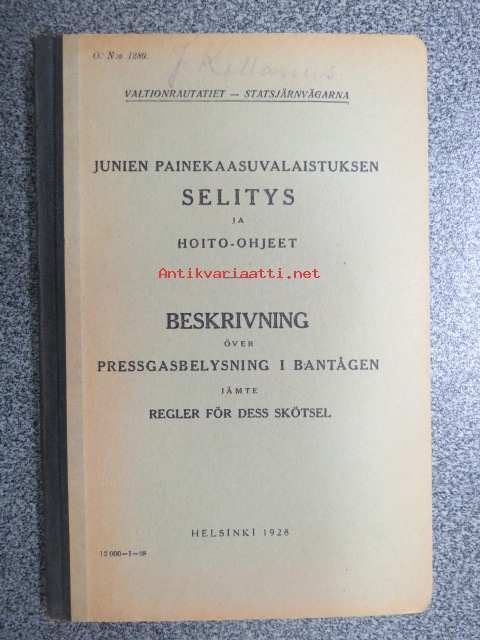 O. N:o 1280.
VALTIONRAUTATIET — STATSJÄRNVÄGARNA
JUNIEN PAINEKAASUVALAISTUKSEN
SELITYS
JA
HOITO-OHJEET
Antikvariaatti.net
BESKRIVNING
ÖVER
PRESSGASBELYSNING I BANTÅGEN
JÄMTE
REGLER FÖR DESS SKÖTSEL
HELSINKI 1928